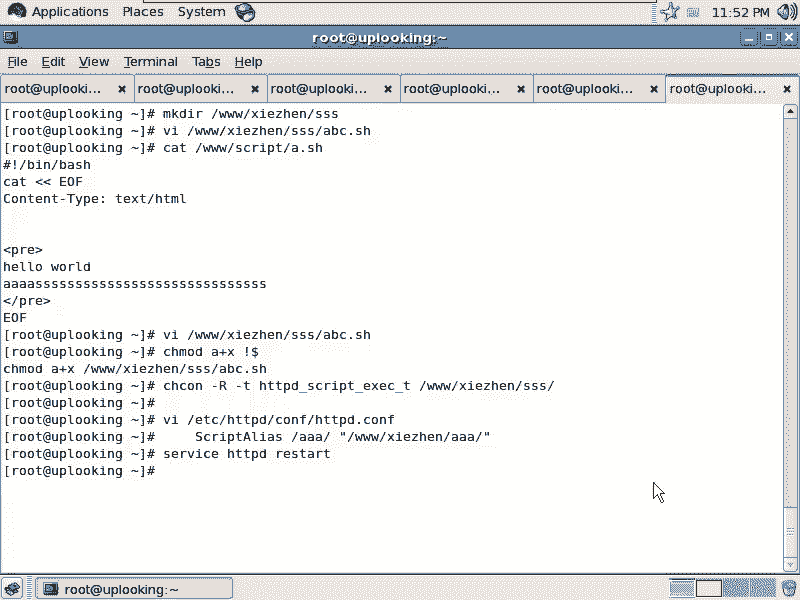 Applications Places System 11:52 PM
root@uplooking:~
File Edit View Terminal Tabs Help
root@uplooki... root@uplooki... root@uplooki... root@uplooki... root@uplooki... root@uplooki...
[root@uplooking ~]# mkdir /www/xiezhen/sss
[root@uplooking ~]# vi /www/xiezhen/sss/abc.sh
[root@uplooking ~]# cat /www/script/a.sh
#!/bin/bash
cat << EOF
Content-Type: text/html
<pre>
hello world
aaaasssssssssssssssssssssssssssss
</pre>
EOF
[root@uplooking ~]# vi /www/xiezhen/sss/abc.sh
[root@uplooking ~]# chmod a+x !$
chmod a+x /www/xiezhen/sss/abc.sh
[root@uplooking ~]# chcon -R -t httpd_script_exec_t /www/xiezhen/sss/
[root@uplooking ~]#
[root@uplooking ~]# vi /etc/httpd/conf/httpd.conf
[root@uplooking ~]#     ScriptAlias /aaa/ "/www/xiezhen/aaa/"
[root@uplooking ~]# service httpd restart
[root@uplooking ~]#
root@uplooking:~